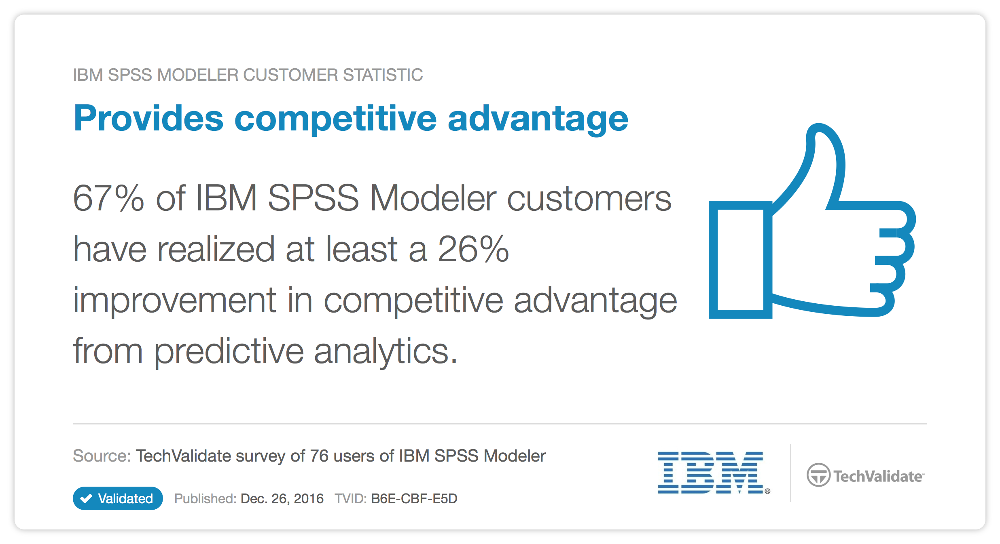 IBM SPSS MODELER CUSTOMER STATISTIC
Provides competitive advantage
67% of IBM SPSS Modeler customers
have realized at least a 26%
improvement in competitive advantage
from predictive analytics.
Source: TechValidate survey of 76 users of IBM SPSS Modeler
Validated Published: Dec. 26, 2016 TVID: B6E-CBF-E5D
IBM®
TechValidate™